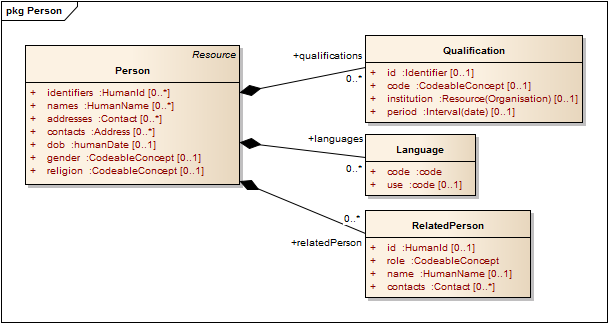 pkg Person
Resource
Person
+ identifiers :HumanId [0..*]
+ names :HumanName [0..*]
+ addresses :Contact [0..*]
+ contacts :Address [0..*]
+ dob :humanDate [0..1]
+ gender :CodeableConcept [0..1]
+ religion :CodeableConcept [0..1]
+qualifications
0..*
Qualification
+ id :Identifier [0..1]
+ code :CodeableConcept [0..1]
+ institution :Resource(Organisation) [0..1]
+ period :Interval(date) [0..1]
+languages
0..*
Language
+ code :code
+ use :code [0..1]
0..*
+relatedPerson
RelatedPerson
+ id :HumanId [0..1]
+ role :CodeableConcept
+ name :HumanName [0..1]
+ contacts :Contact [0..*]